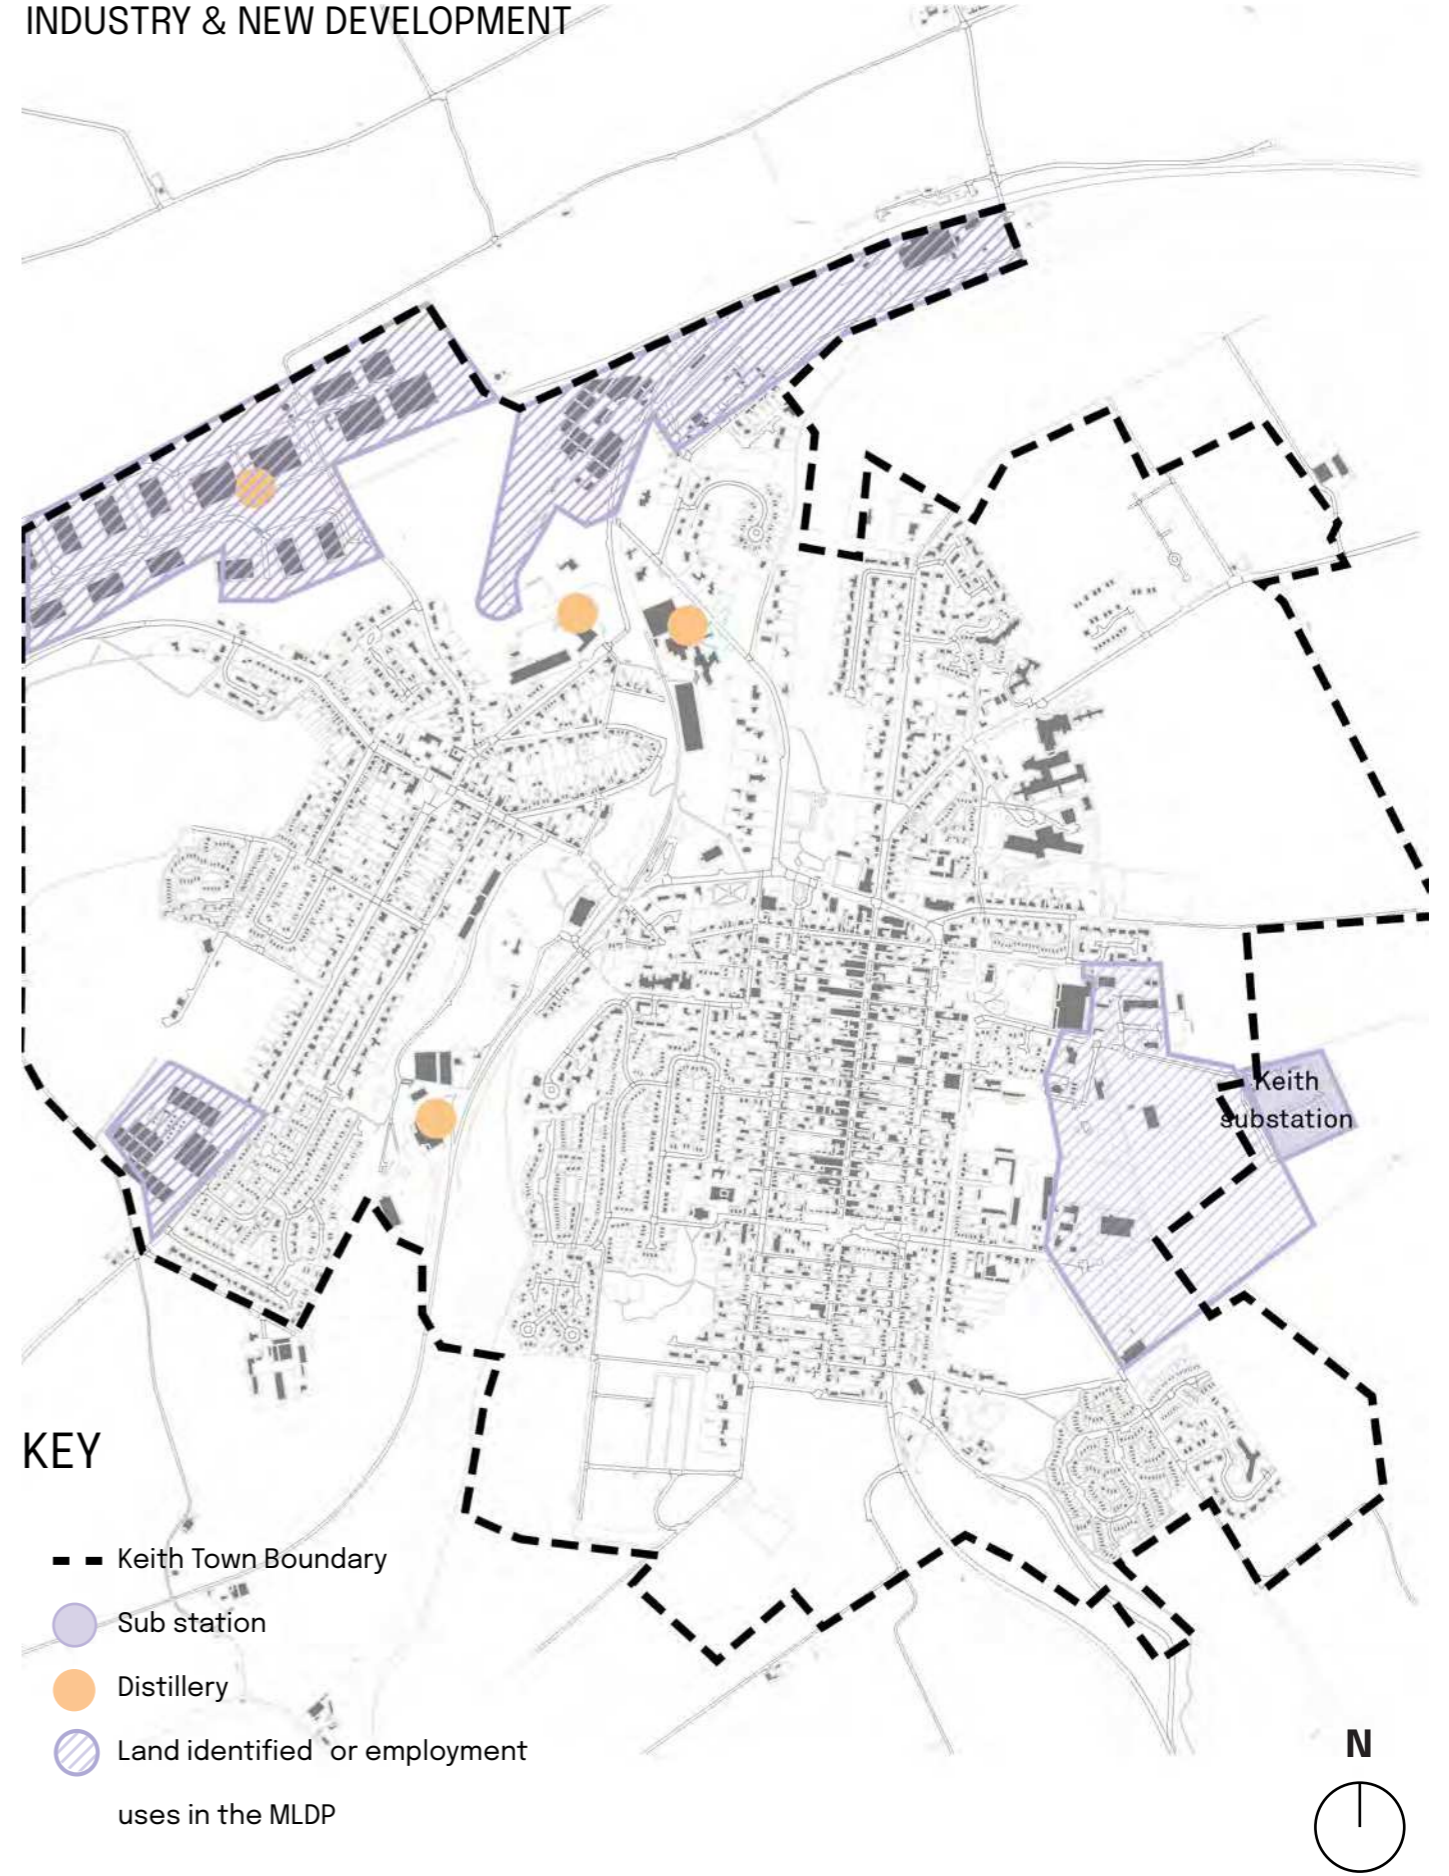 INDUSTRY & NEW DEVELOPMENT
Keith
substation
KEY
Keith Town Boundary
Sub station
Distillery
Land identified or employment
uses in the MLDP
N